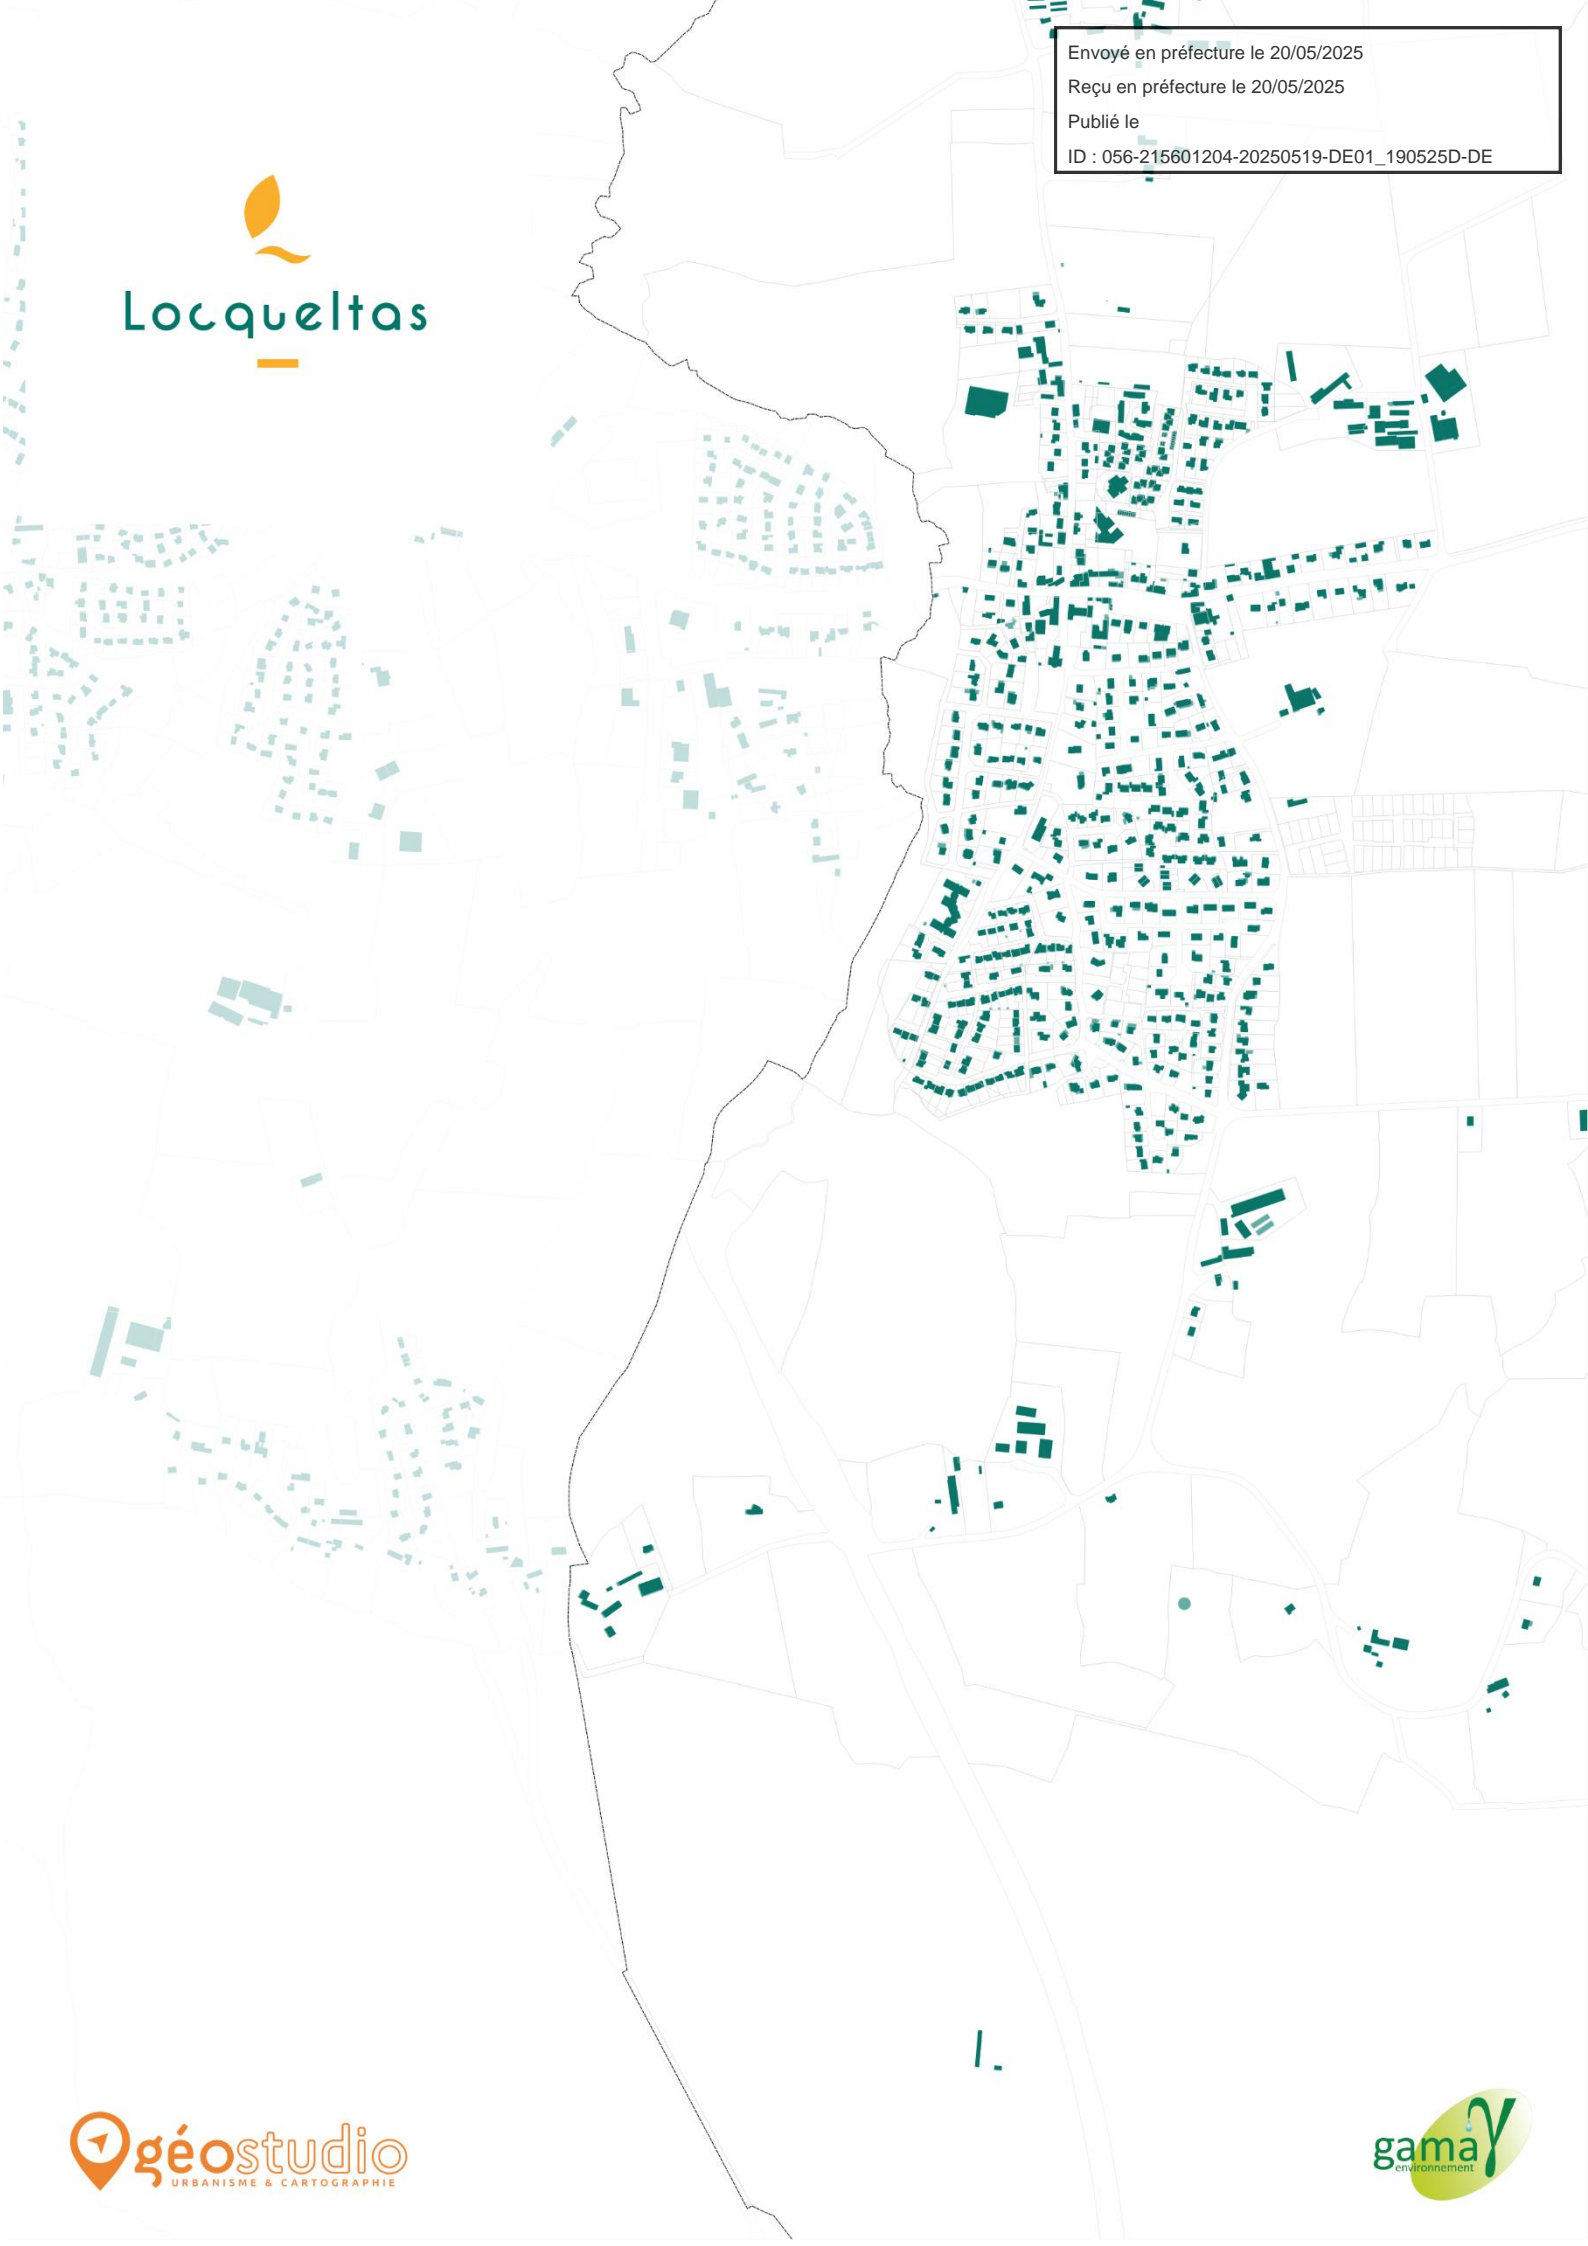 Envoyé en préfecture le 20/05/2025
Reçu en préfecture le 20/05/2025
Publié le
ID : 056-215601204-20250519-DE01_190525D-DE
Locqueltas
géostudio
URBANISME & CARTOGRAPHIE
gama
environnement